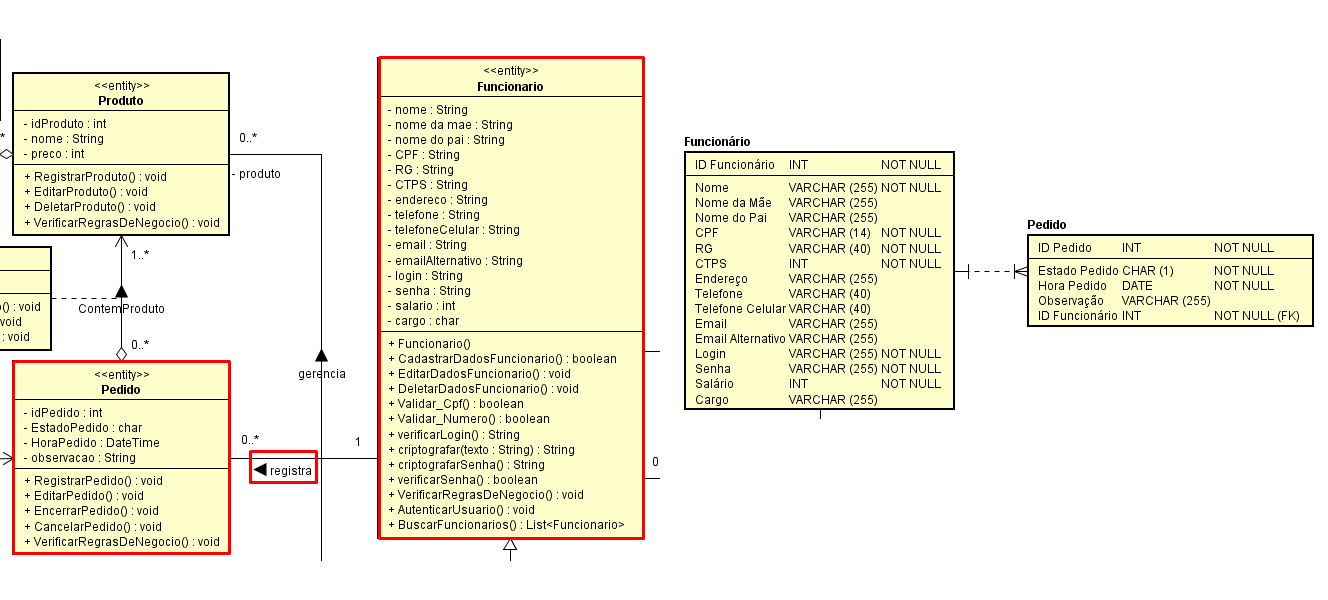 <<entity>>
Produto
- idProduto : int
- nome : String
- preco : int
+ RegistrarProduto() : void
+ EditarProduto() : void
+ DeletarProduto() : void
+ VerificarRegrasDeNegocio() : void
*
0..*
- produto
1..*
ContemProduto
0..*
() : void
void
: void
gerencia
<<entity>>
Pedido
- idPedido : int
- EstadoPedido : char
- HoraPedido : DateTime
- observacao : String
+ RegistrarPedido() : void
+ EditarPedido() : void
+ EncerrarPedido() : void
+ CancelarPedido() : void
+ VerificarRegrasDeNegocio() : void
0..*
1
registra
<<entity>>
Funcionario
- nome : String
- nome da mae : String
- nome do pai : String
- CPF : String
- RG : String
- CTPS : String
- endereco : String
- telefone : String
- telefoneCelular : String
- email : String
- emailAlternativo : String
- login : String
- senha : String
- salario : int
- cargo : char
+ Funcionario()
+ CadastrarDadosFuncionario() : boolean
+ EditarDadosFuncionario() : void
+ DeletarDadosFuncionario() : void
+ Validar_Cpf() : boolean
+ Validar_Numero() : boolean
+ verificarLogin() : String
+ criptografar(texto : String) : String
+ criptografarSenha() : String
+ verificarSenha() : boolean
+ VerificarRegrasDeNegocio() : void
+ AutenticarUsuario() : void
+ BuscarFuncionarios() : List<Funcionario>
0
Funcionário
ID Funcionário INT NOT NULL
Nome VARCHAR (255) NOT NULL
Nome da Mãe VARCHAR (255)
Nome do Pai VARCHAR (255)
CPF VARCHAR (14) NOT NULL
RG VARCHAR (40) NOT NULL
CTPS INT NOT NULL
Endereço VARCHAR (255)
Telefone VARCHAR (40)
Telefone Celular VARCHAR (40)
Email VARCHAR (255)
Email Alternativo VARCHAR (255)
Login VARCHAR (255) NOT NULL
Senha VARCHAR (255) NOT NULL
Salário INT NOT NULL
Cargo VARCHAR (255)
Pedido
ID Pedido INT NOT NULL
Estado Pedido CHAR (1) NOT NULL
Hora Pedido DATE NOT NULL
Observação VARCHAR (255)
ID Funcionário INT NOT NULL (FK)